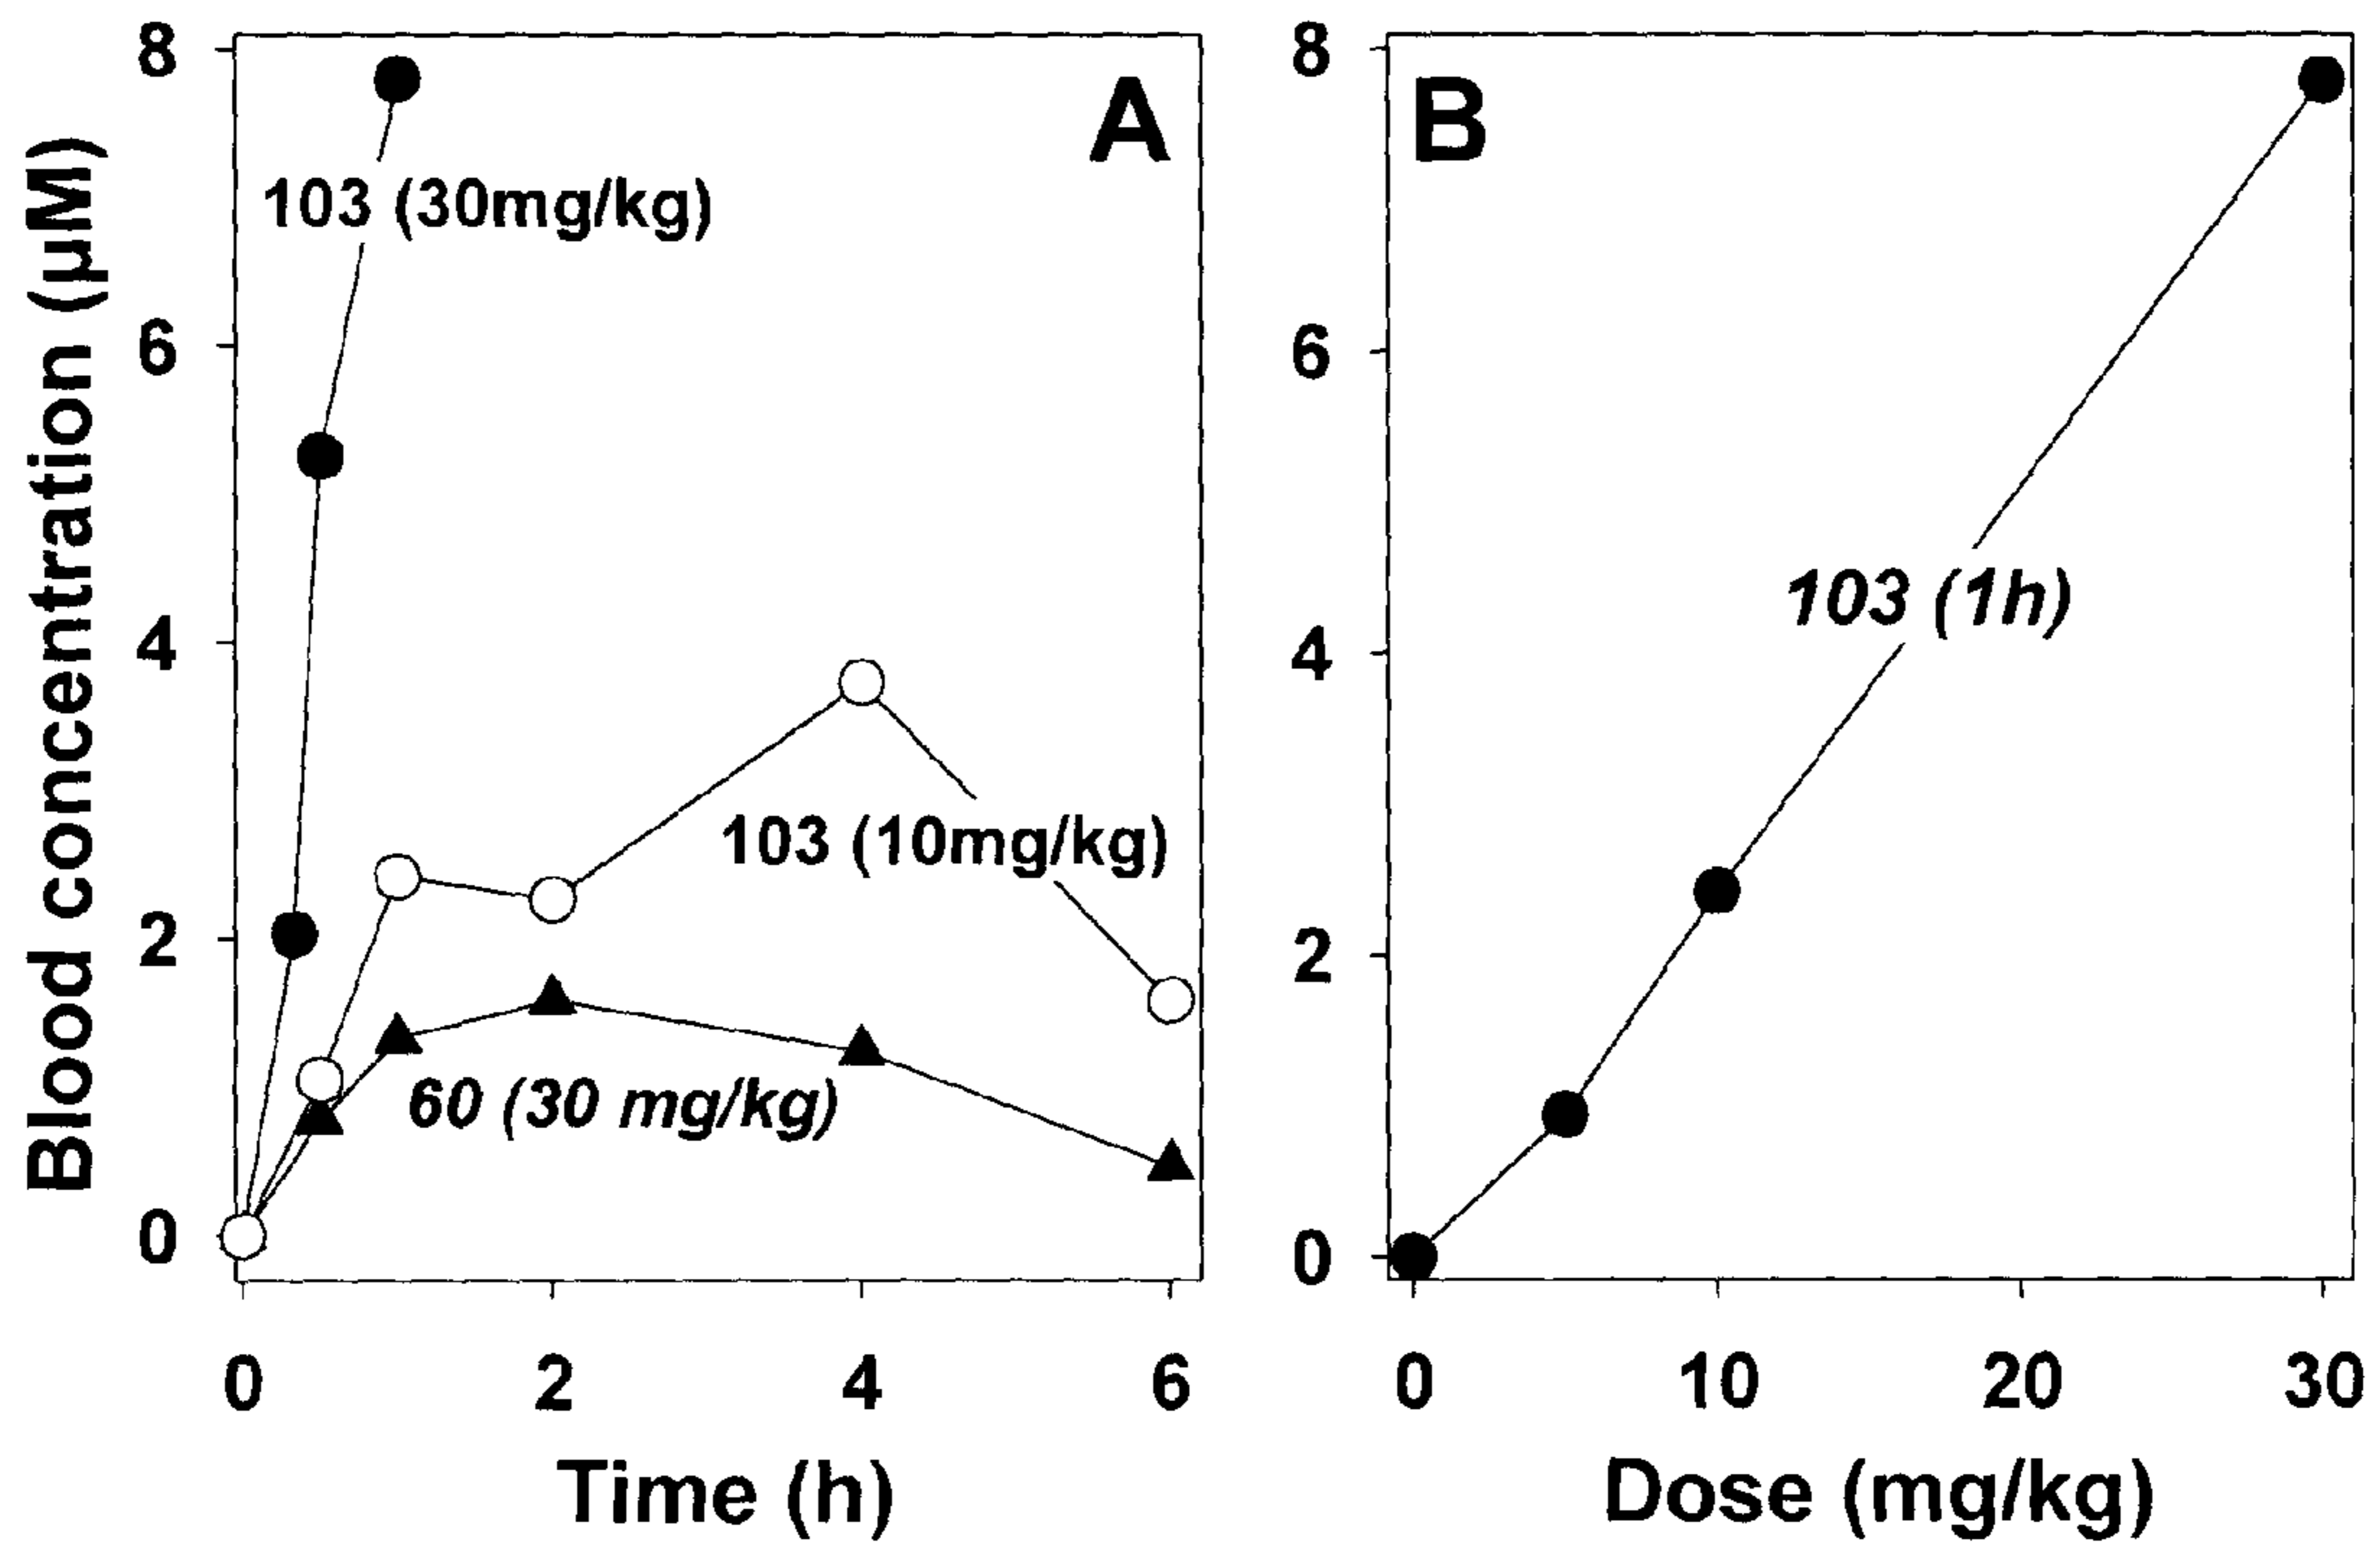 Blood concentration (µM)
8
6
4
2
0
A
103 (30mg/kg)
103 (10mg/kg)
60 (30 mg/kg)
0 2 4 6
Time (h)
8
6
4
2
0
B
103 (1h)
0 10 20 30
Dose (mg/kg)